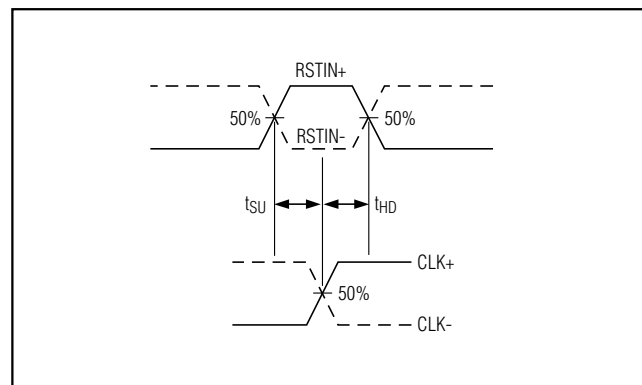 RSTIN+
50%
50%
RSTIN-
tSU
tHD
CLK+
50%
CLK-